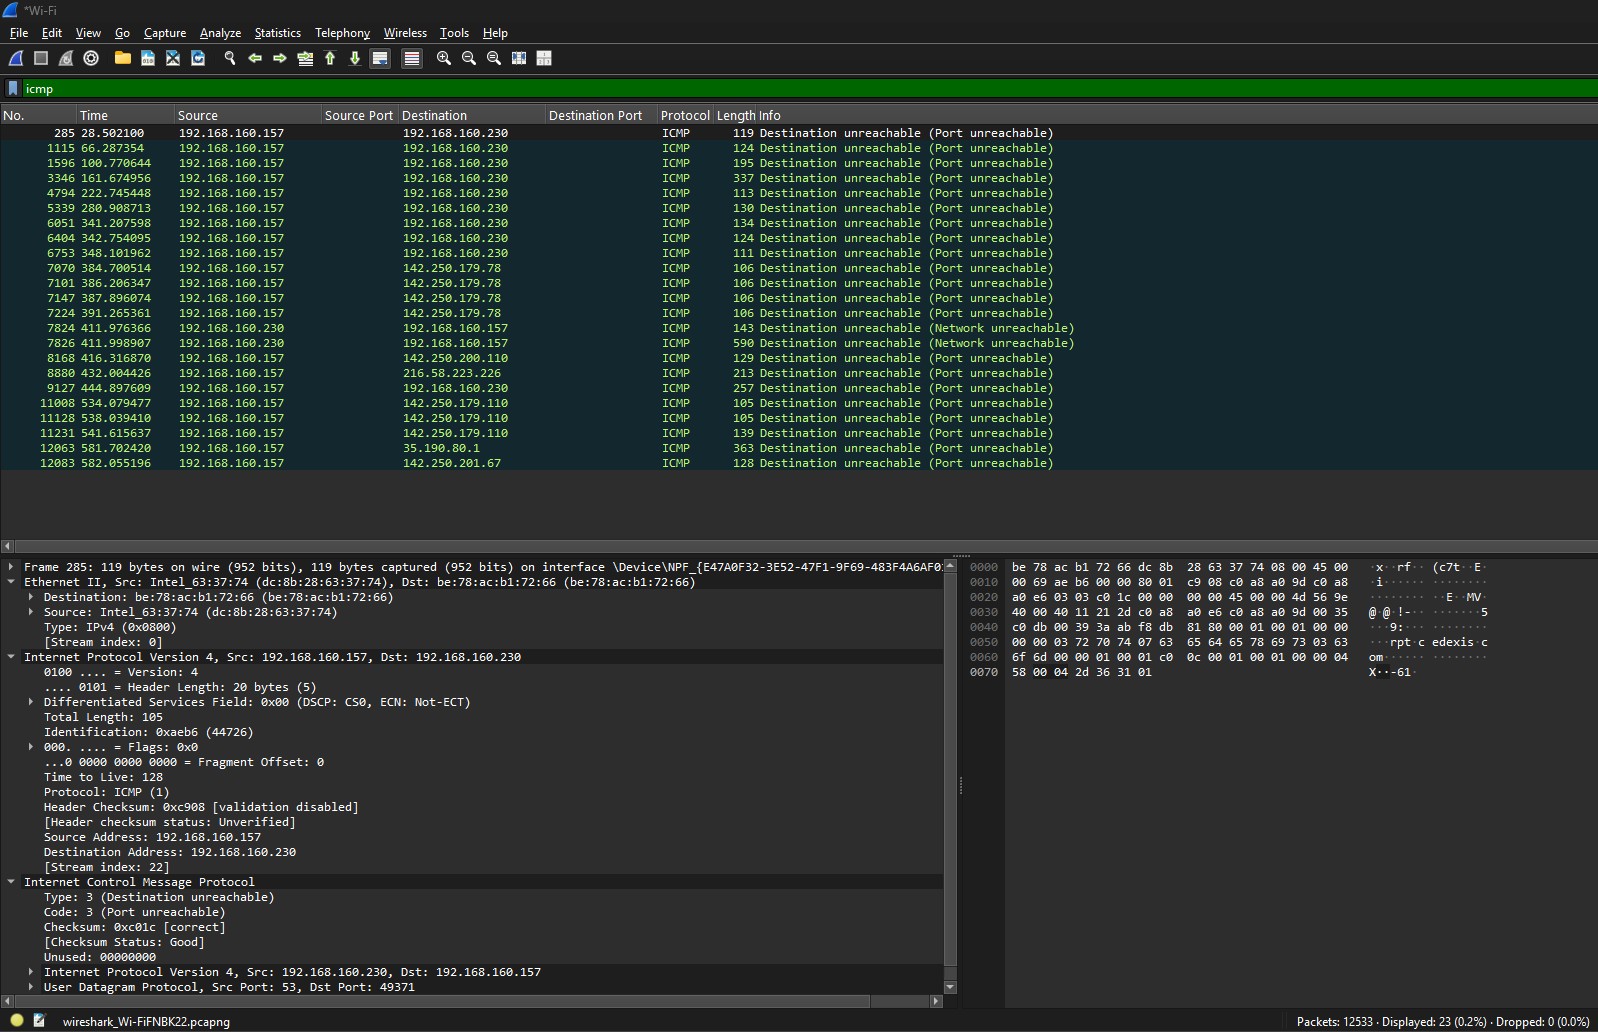 *Wi-Fi
File Edit View Go Capture Analyze Statistics Telephony Wireless Tools Help
icmp
No. Time Source Source Port Destination Destination Port Protocol Length Info
285 28.502100 192.168.160.157 192.168.160.230 ICMP 119 Destination unreachable (Port unreachable)
1115 66.287354 192.168.160.157 192.168.160.230 ICMP 124 Destination unreachable (Port unreachable)
1596 100.770644 192.168.160.157 192.168.160.230 ICMP 195 Destination unreachable (Port unreachable)
3346 161.674956 192.168.160.157 192.168.160.230 ICMP 337 Destination unreachable (Port unreachable)
4794 222.745448 192.168.160.157 192.168.160.230 ICMP 113 Destination unreachable (Port unreachable)
5339 280.908713 192.168.160.157 192.168.160.230 ICMP 130 Destination unreachable (Port unreachable)
6051 341.207598 192.168.160.157 192.168.160.230 ICMP 134 Destination unreachable (Port unreachable)
6404 342.754095 192.168.160.157 192.168.160.230 ICMP 124 Destination unreachable (Port unreachable)
6753 348.101962 192.168.160.157 192.168.160.230 ICMP 111 Destination unreachable (Port unreachable)
7070 384.700514 192.168.160.157 142.250.179.78 ICMP 106 Destination unreachable (Port unreachable)
7101 386.206347 192.168.160.157 142.250.179.78 ICMP 106 Destination unreachable (Port unreachable)
7147 387.896074 192.168.160.157 142.250.179.78 ICMP 106 Destination unreachable (Port unreachable)
7224 391.265361 192.168.160.157 142.250.179.78 ICMP 106 Destination unreachable (Port unreachable)
7824 411.976366 192.168.160.230 192.168.160.157 ICMP 143 Destination unreachable (Network unreachable)
7826 411.998907 192.168.160.230 192.168.160.157 ICMP 590 Destination unreachable (Network unreachable)
8168 416.316870 192.168.160.157 142.250.200.110 ICMP 129 Destination unreachable (Port unreachable)
8880 432.004426 192.168.160.157 216.58.223.226 ICMP 213 Destination unreachable (Port unreachable)
9127 444.897609 192.168.160.157 192.168.160.230 ICMP 257 Destination unreachable (Port unreachable)
11008 534.079477 192.168.160.157 142.250.179.110 ICMP 105 Destination unreachable (Port unreachable)
11128 538.039410 192.168.160.157 142.250.179.110 ICMP 105 Destination unreachable (Port unreachable)
11231 541.615637 192.168.160.157 142.250.179.110 ICMP 139 Destination unreachable (Port unreachable)
12063 581.702420 192.168.160.157 35.190.80.1 ICMP 363 Destination unreachable (Port unreachable)
12083 582.055196 192.168.160.157 142.250.201.67 ICMP 128 Destination unreachable (Port unreachable)
Frame 285: 119 bytes on wire (952 bits), 119 bytes captured (952 bits) on interface \Device\NPF_{E47A0F32-3E52-47F1-9F69-483F4A6AF0
Ethernet II, Src: Intel_63:37:74 (dc:8b:28:63:37:74), Dst: be:78:ac:b1:72:66 (be:78:ac:b1:72:66)
Destination: be:78:ac:b1:72:66 (be:78:ac:b1:72:66)
Source: Intel_63:37:74 (dc:8b:28:63:37:74)
Type: IPv4 (0x0800)
[Stream index: 0]
Internet Protocol Version 4, Src: 192.168.160.157, Dst: 192.168.160.230
0100 .... = Version: 4
.... 0101 = Header Length: 20 bytes (5)
Differentiated Services Field: 0x00 (DSCP: CS0, ECN: Not-ECT)
Total Length: 105
Identification: 0xaeb6 (44726)
000. .... = Flags: 0x0
...0 0000 0000 0000 = Fragment Offset: 0
Time to Live: 128
Protocol: ICMP (1)
Header Checksum: 0xc908 [validation disabled]
[Header checksum status: Unverified]
Source Address: 192.168.160.157
Destination Address: 192.168.160.230
[Stream index: 22]
Internet Control Message Protocol
Type: 3 (Destination unreachable)
Code: 3 (Port unreachable)
Checksum: 0xc01c [correct]
[Checksum Status: Good]
Unused: 00000000
Internet Protocol Version 4, Src: 192.168.160.230, Dst: 192.168.160.157
User Datagram Protocol, Src Port: 53, Dst Port: 49371
0000 be 78 ac b1 72 66 dc 8b 28 63 37 74 08 00 45 00 ·x··rf·· (c7t··E·
0010 00 69 ae b6 00 00 80 01 c9 08 c0 a8 a0 9d c0 a8 ·i·············
0020 a0 e6 03 03 c0 1c 00 00 00 00 45 00 00 4d 56 9e ········ ··E··MV·
0030 40 00 40 11 21 2d c0 a8 a0 e6 c0 a8 a0 9d 00 35 @·@·!-·· ·······5
0040 c0 db 00 39 3a ab f8 db 81 80 00 01 00 01 00 00 ···9:··· ········
0050 00 00 03 72 70 74 07 63 65 64 65 78 69 73 03 63 ···rpt·c edexis·c
0060 6f 6d 00 00 01 00 01 c0 0c 00 01 00 01 00 00 04 om······ ········
0070 58 00 04 2d 36 31 01 X··-61·
wireshark_Wi-FiFNBK22.pcapng Packets: 12533 · Displayed: 23 (0.2%) · Dropped: 0 (0.0%)